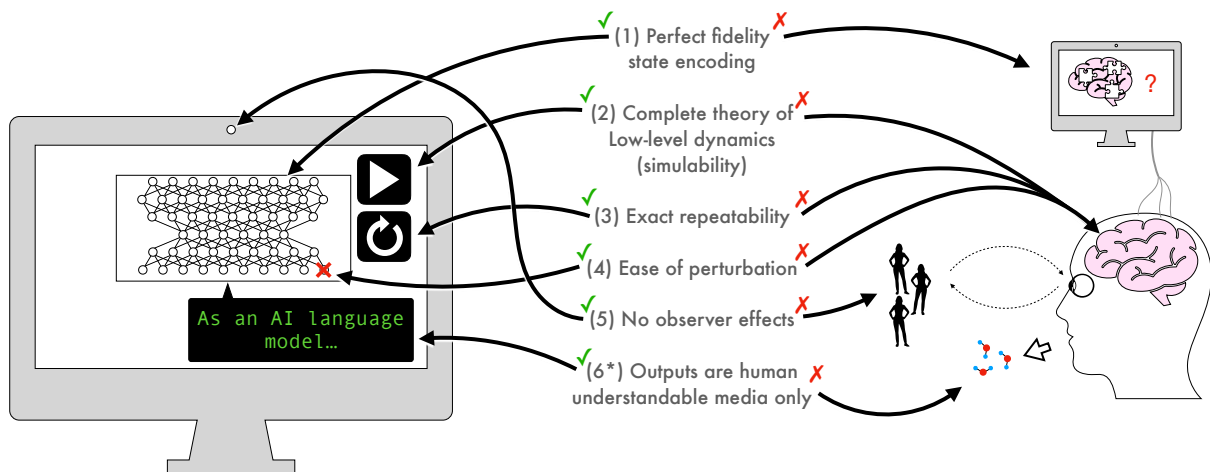 (1) Perfect fidelity
state encoding
(2) Complete theory of
Low-level dynamics
(simulability)
(3) Exact repeatability
(4) Ease of perturbation
(5) No observer effects
(6*) Outputs are human
understandable media only
As an AI language
model…
?